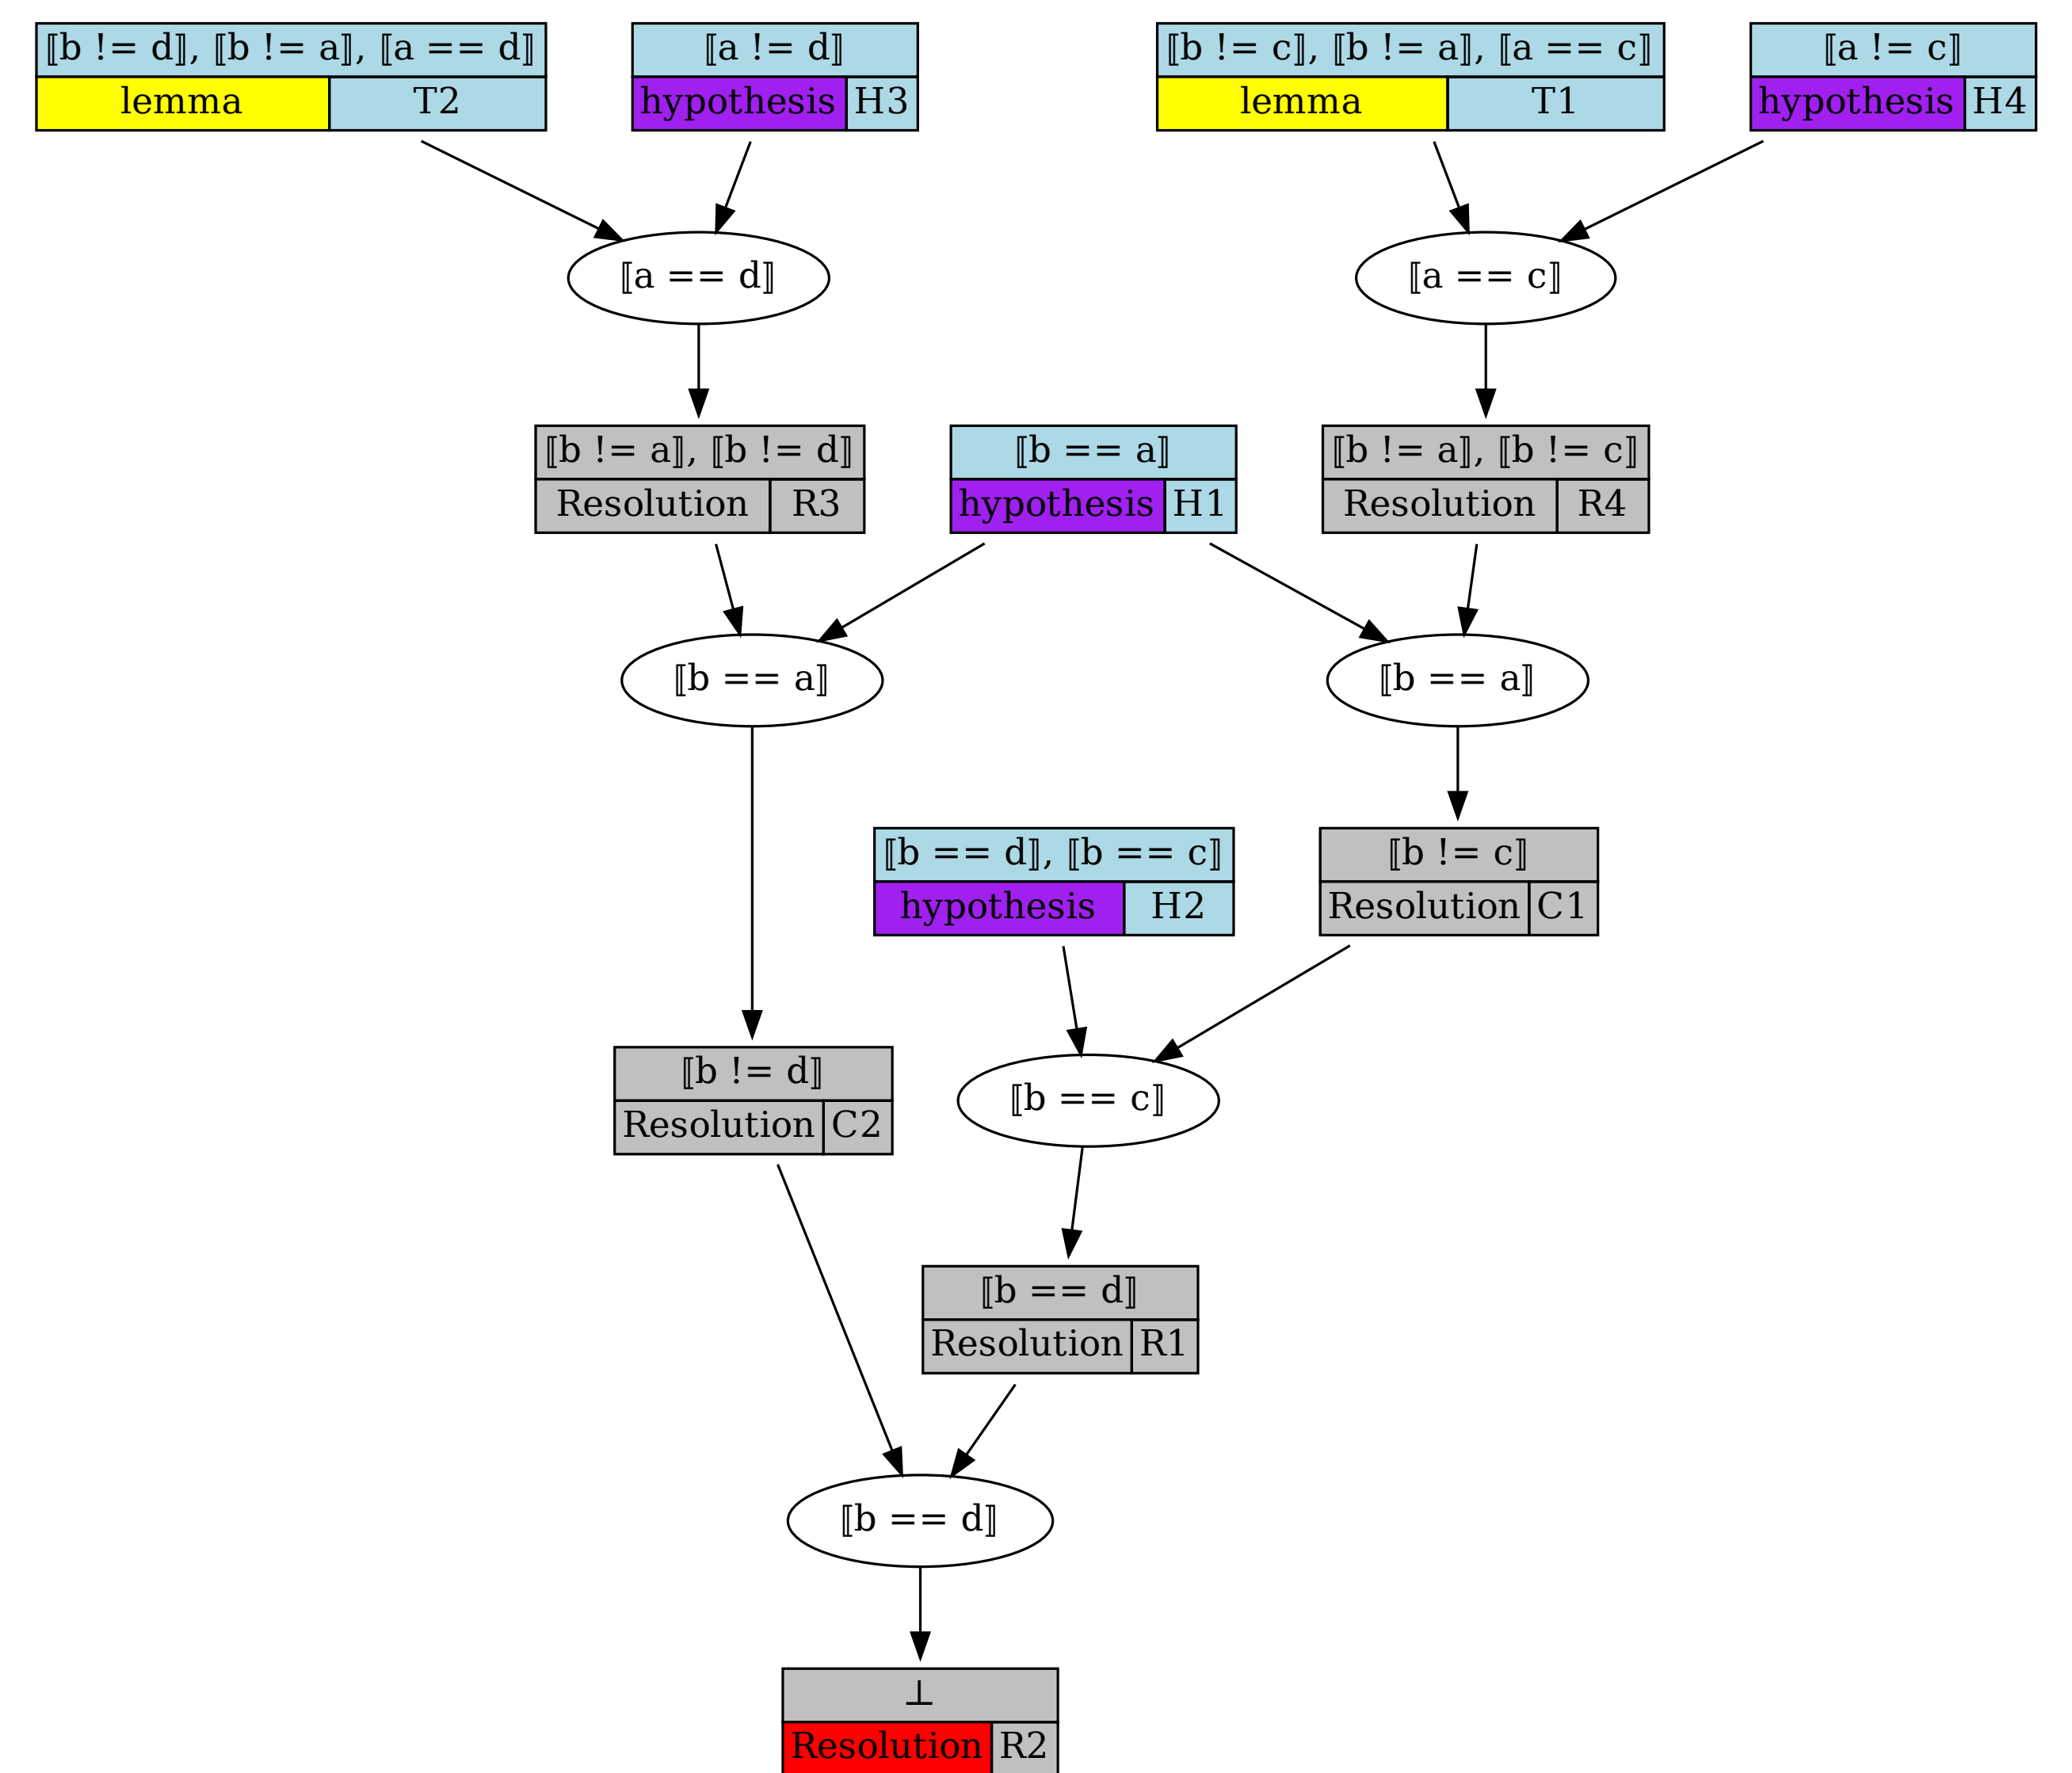 ⟦b != d⟧, ⟦b != a⟧, ⟦a == d⟧
lemma T2
⟦a != d⟧
hypothesis H3
⟦b != c⟧, ⟦b != a⟧, ⟦a == c⟧
lemma T1
⟦a != c⟧
hypothesis H4
⟦a == d⟧
⟦a == c⟧
⟦b != a⟧, ⟦b != d⟧
Resolution R3
⟦b == a⟧
hypothesis H1
⟦b != a⟧, ⟦b != c⟧
Resolution R4
⟦b == a⟧
⟦b == a⟧
⟦b == d⟧, ⟦b == c⟧
hypothesis H2
⟦b != c⟧
Resolution C1
⟦b != d⟧
Resolution C2
⟦b == c⟧
⟦b == d⟧
Resolution R1
⟦b == d⟧
⊥
Resolution R2